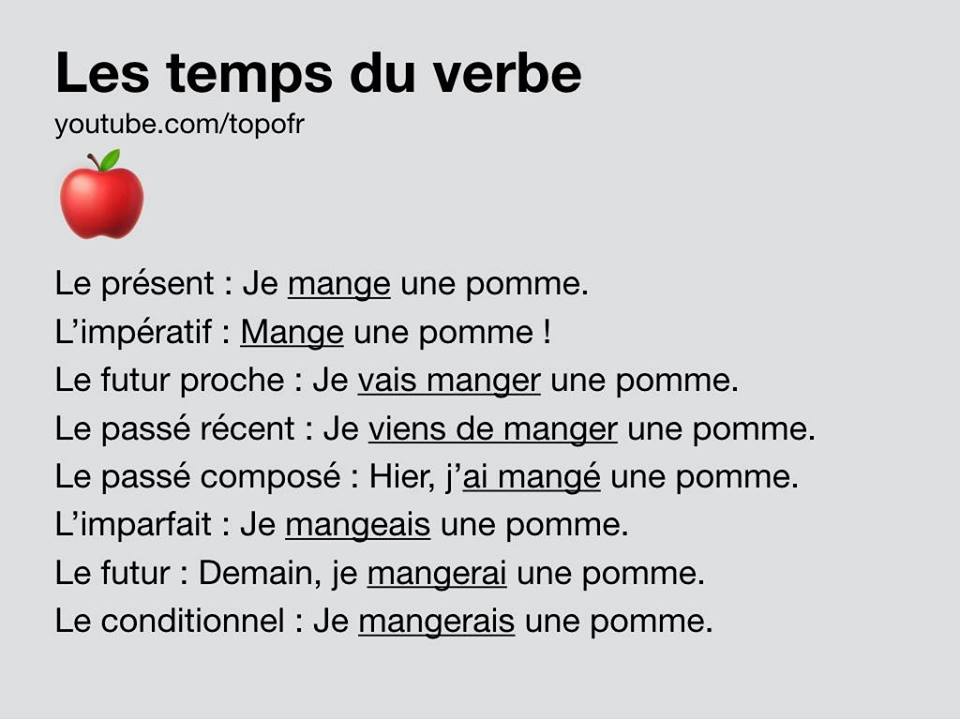 Les temps du verbe
youtube.com/topofr
Le présent : Je mange une pomme.
L’impératif : Mange une pomme !
Le futur proche : Je vais manger une pomme.
Le passé récent : Je viens de manger une pomme.
Le passé composé : Hier, j’ai mangé une pomme.
L’imparfait : Je mangeais une pomme.
Le futur : Demain, je mangerai une pomme.
Le conditionnel : Je mangerais une pomme.